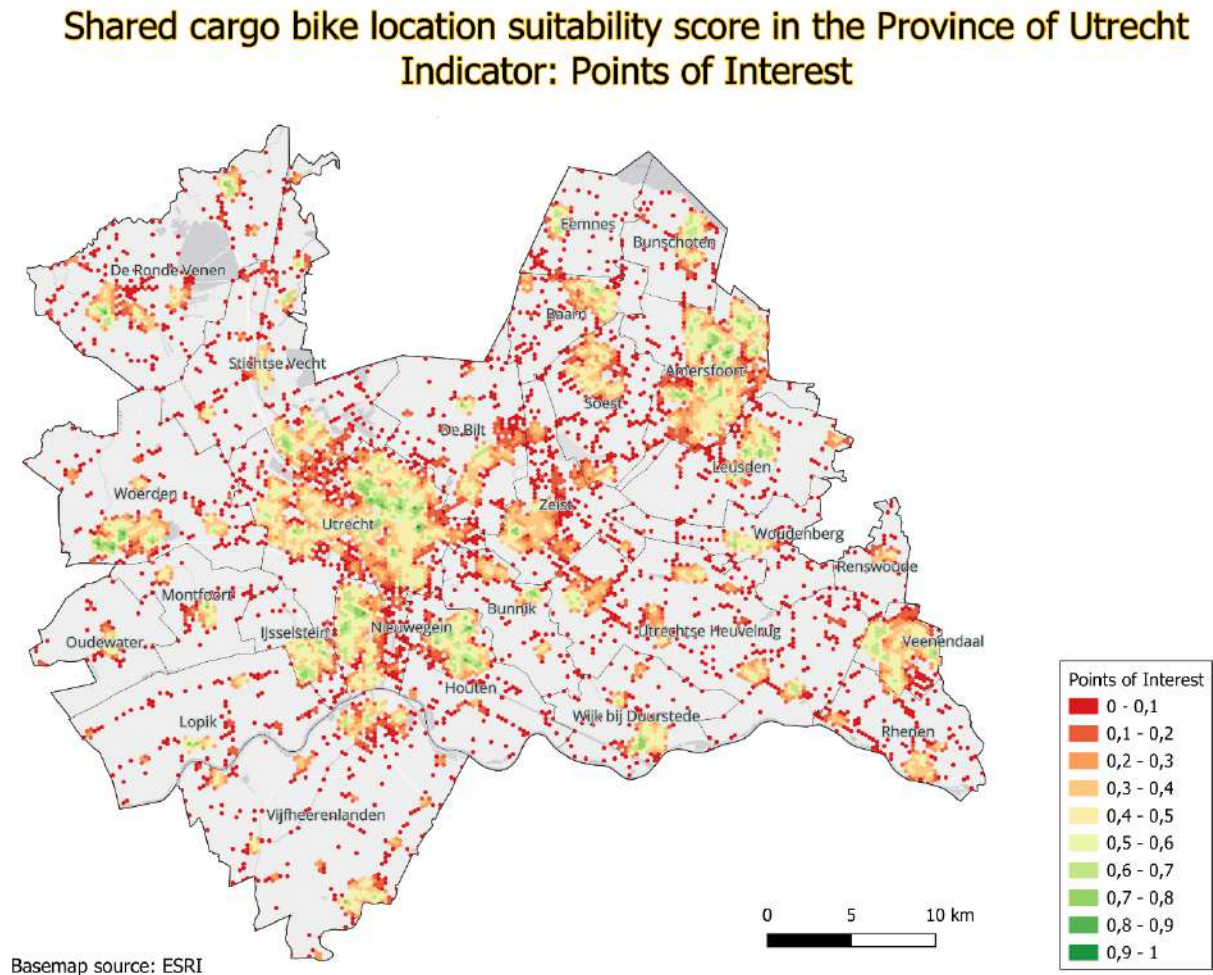 Shared cargo bike location suitability score in the Province of Utrecht
Indicator: Points of Interest
Eemnes
Bunschoten
De Ronde Venen
Baarn
Stichtse Vecht
Amersfoort
Soest
De Bilt
Leusden
Woerden
Zeist
Utrecht
Woudenberg
Renswoude
Montfoort
Bunnik
IJsselstein
Nieuwegein
Utrechtse Heuvelrug
Oudewater
Veenendaal
Houten
Lopik
Wijk bij Duurstede
Rhenen
Vijfheerenlanden
Points of Interest
0 - 0,1
0,1 - 0,2
0,2 - 0,3
0,3 - 0,4
0,4 - 0,5
0,5 - 0,6
0,6 - 0,7
0,7 - 0,8
0,8 - 0,9
0,9 - 1
0 5 10 km
Basemap source: ESRI